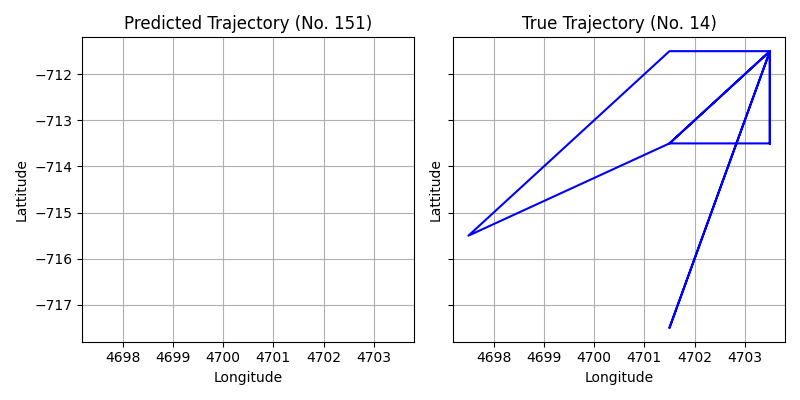 Predicted Trajectory (No. 151)
True Trajectory (No. 14)
Lattitude
−712
−713
−714
−715
−716
−717
4698 4699 4700 4701 4702 4703
Longitude
Lattitude
4698 4699 4700 4701 4702 4703
Longitude